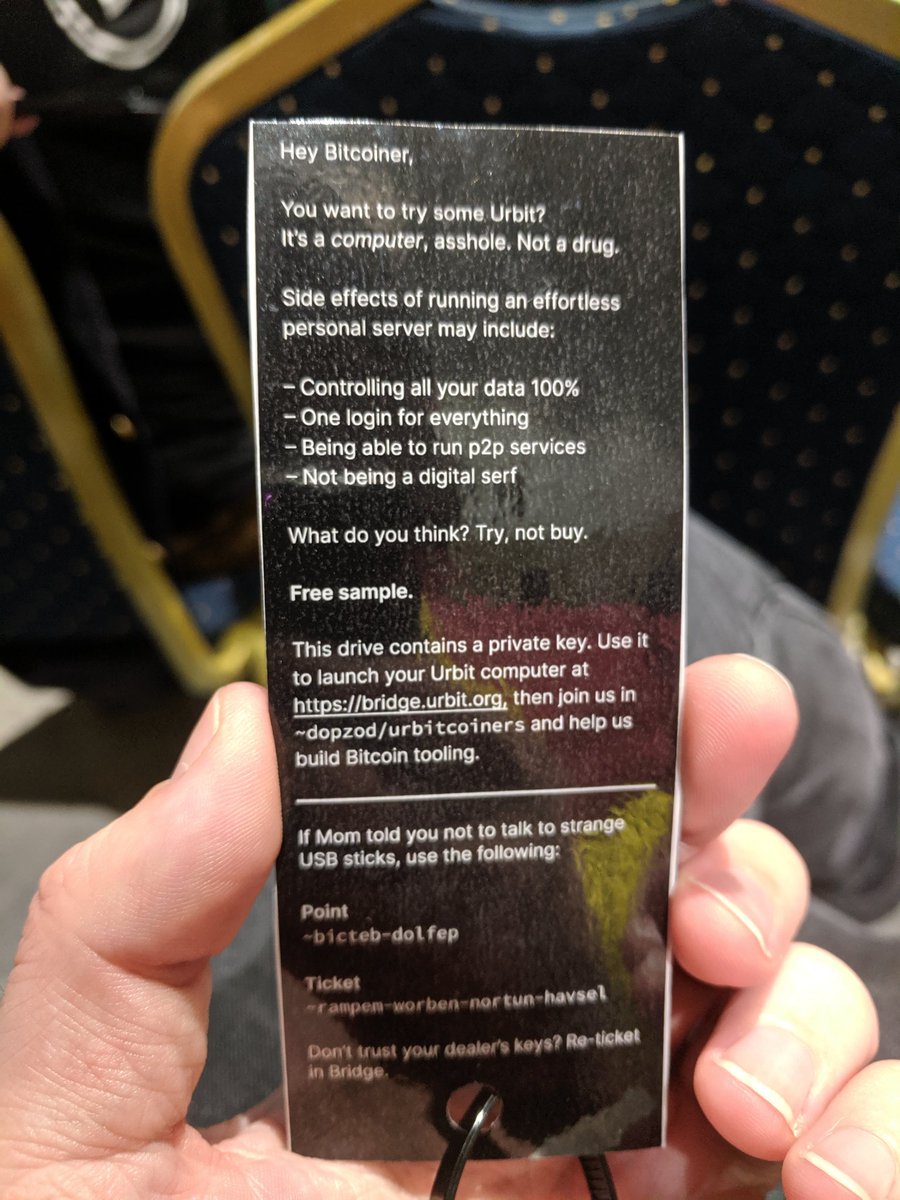 Hey Bitcoiner,
You want to try some Urbit?
It's a computer, asshole. Not a drug.
Side effects of running an effortless
personal server may include:
– Controlling all your data 100%
– One login for everything
– Being able to run p2p services
– Not being a digital serf
What do you think? Try, not buy.
Free sample.
This drive contains a private key. Use it
to launch your Urbit computer at
https://bridge.urbit.org, then join us in
~dopzod/urbitcoiners and help us
build Bitcoin tooling.
If Mom told you not to talk to strange
USB sticks, use the following:
Point
~bicteb-dolfep
Ticket
~rampem-worben-nortun-havsel
Don't trust your dealer's keys? Re-ticket
in Bridge.